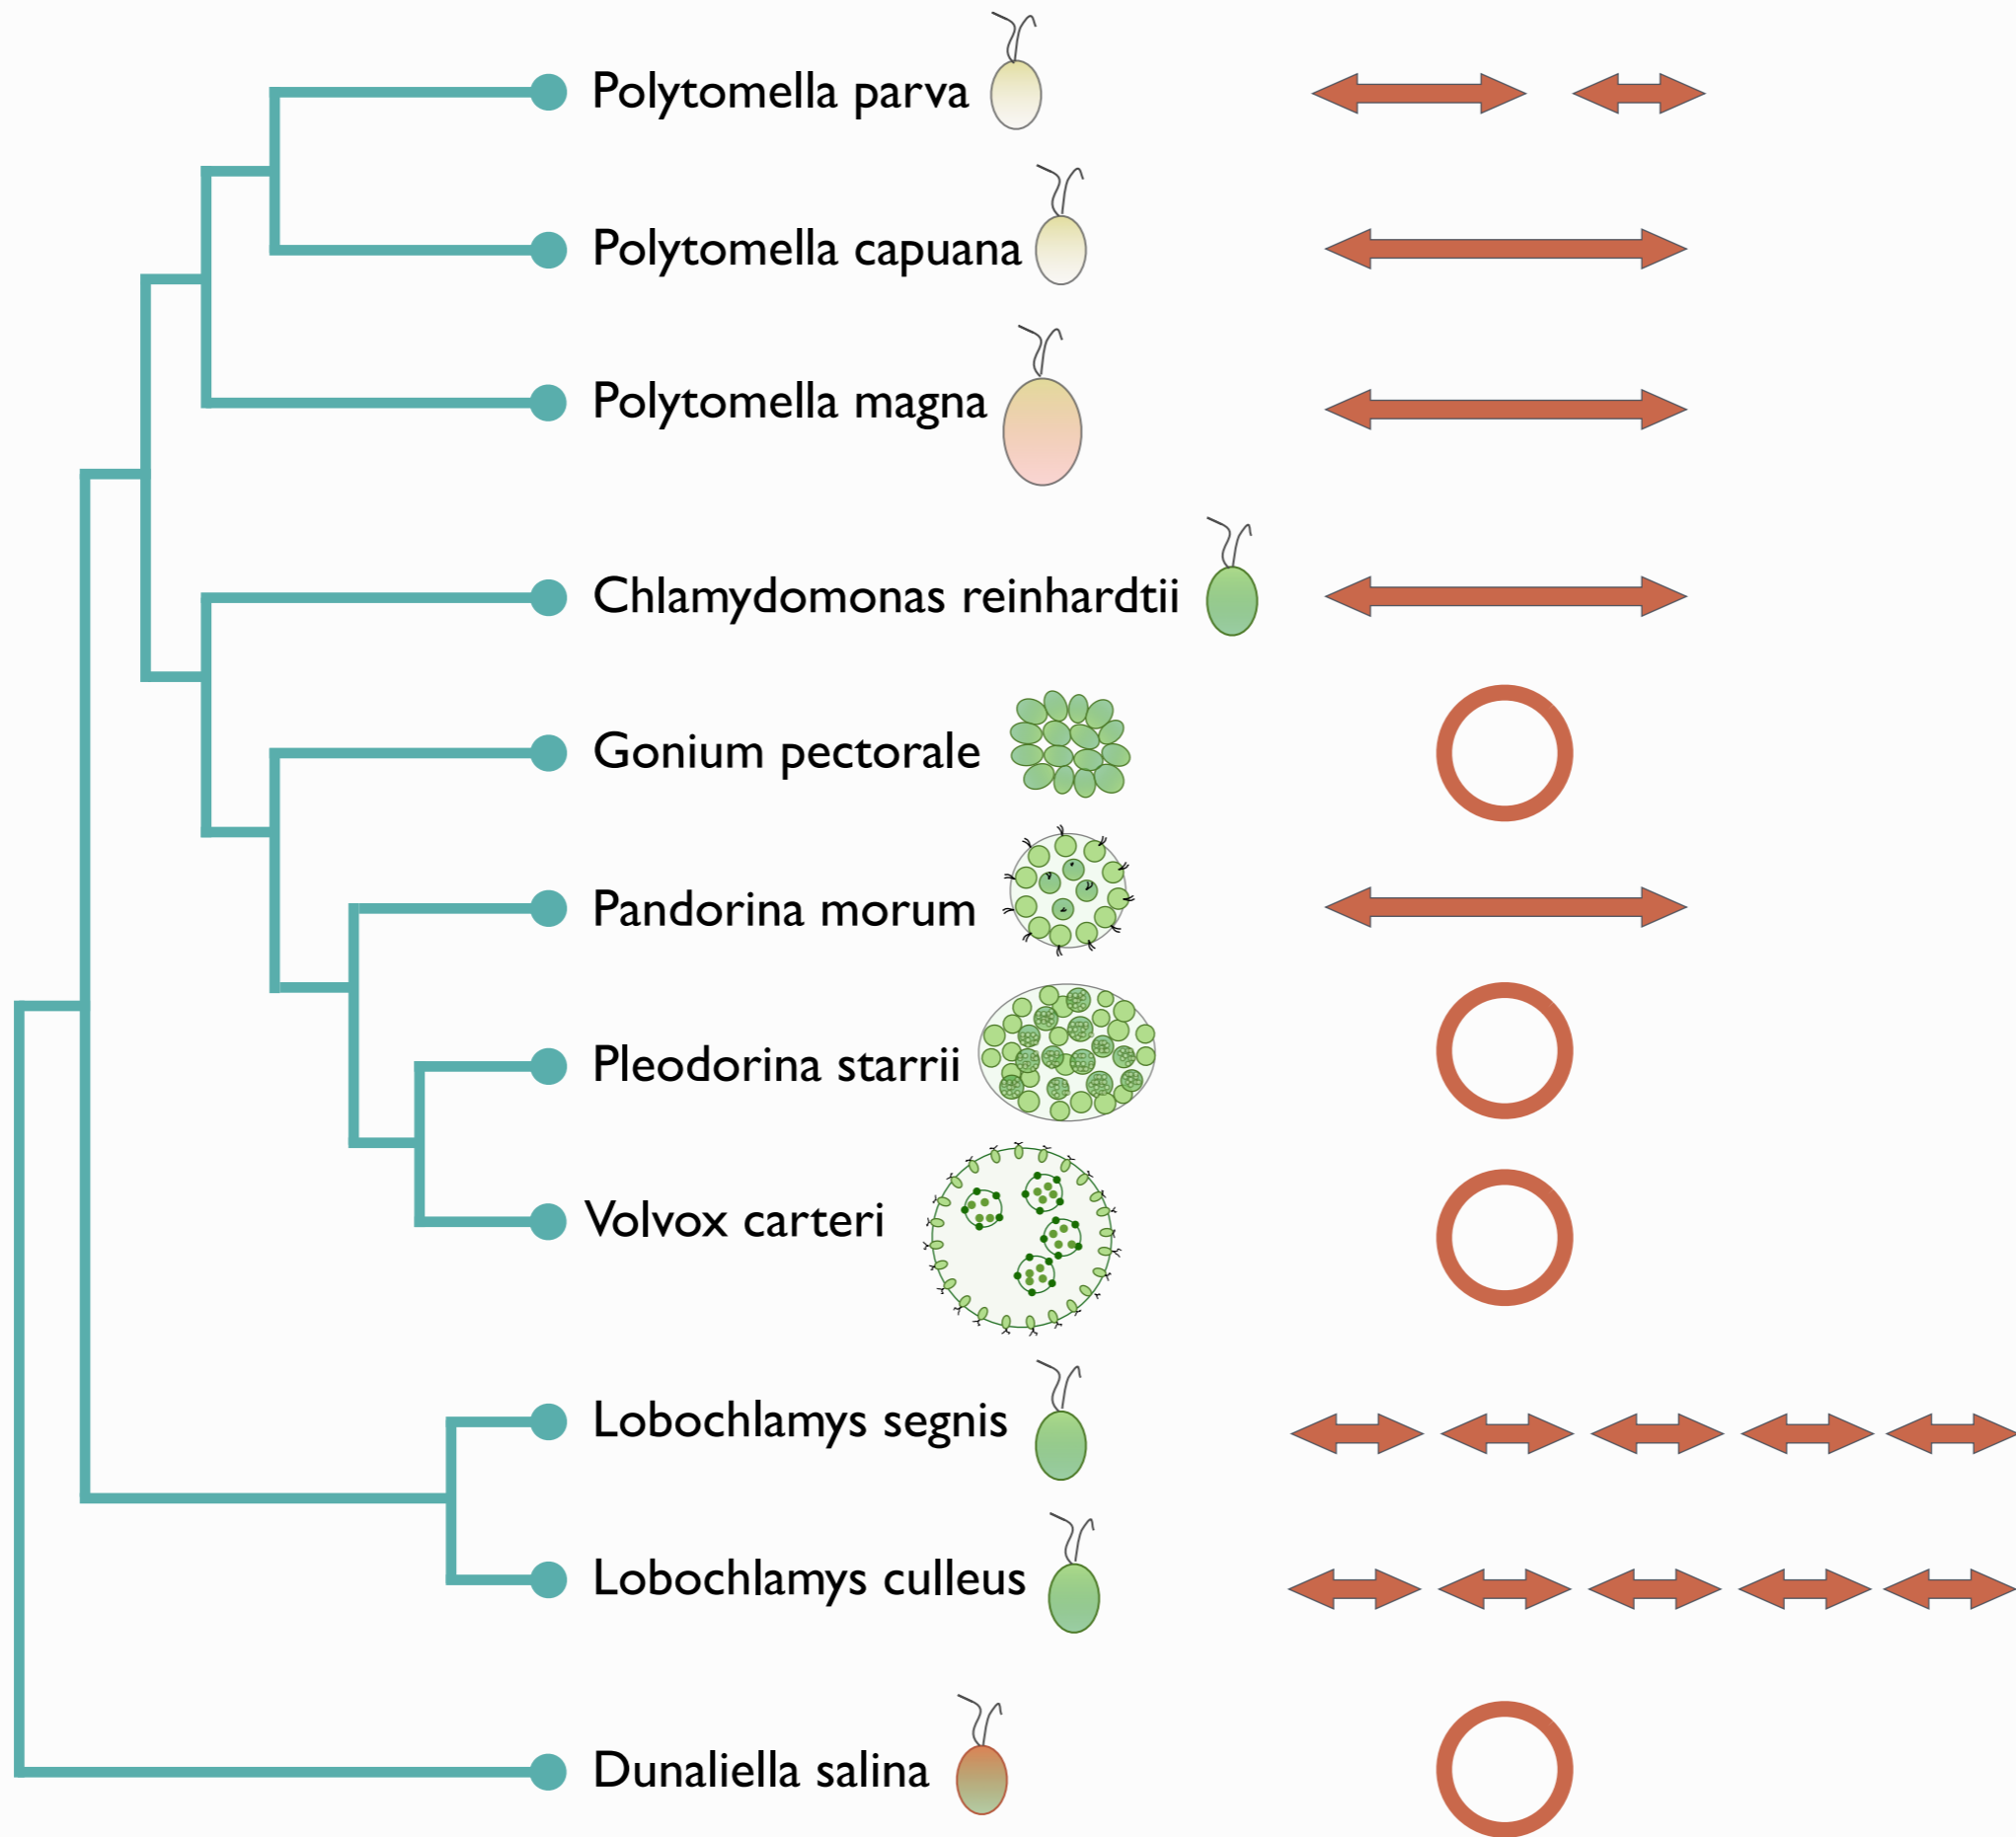 Polytomella parva
Polytomella capuana
Polytomella magna
Chlamydomonas reinhardtii
Gonium pectorale
Pandorina morum
Pleodorina starrii
Volvox carteri
Lobochlamys segnis
Lobochlamys culleus
Dunaliella salina